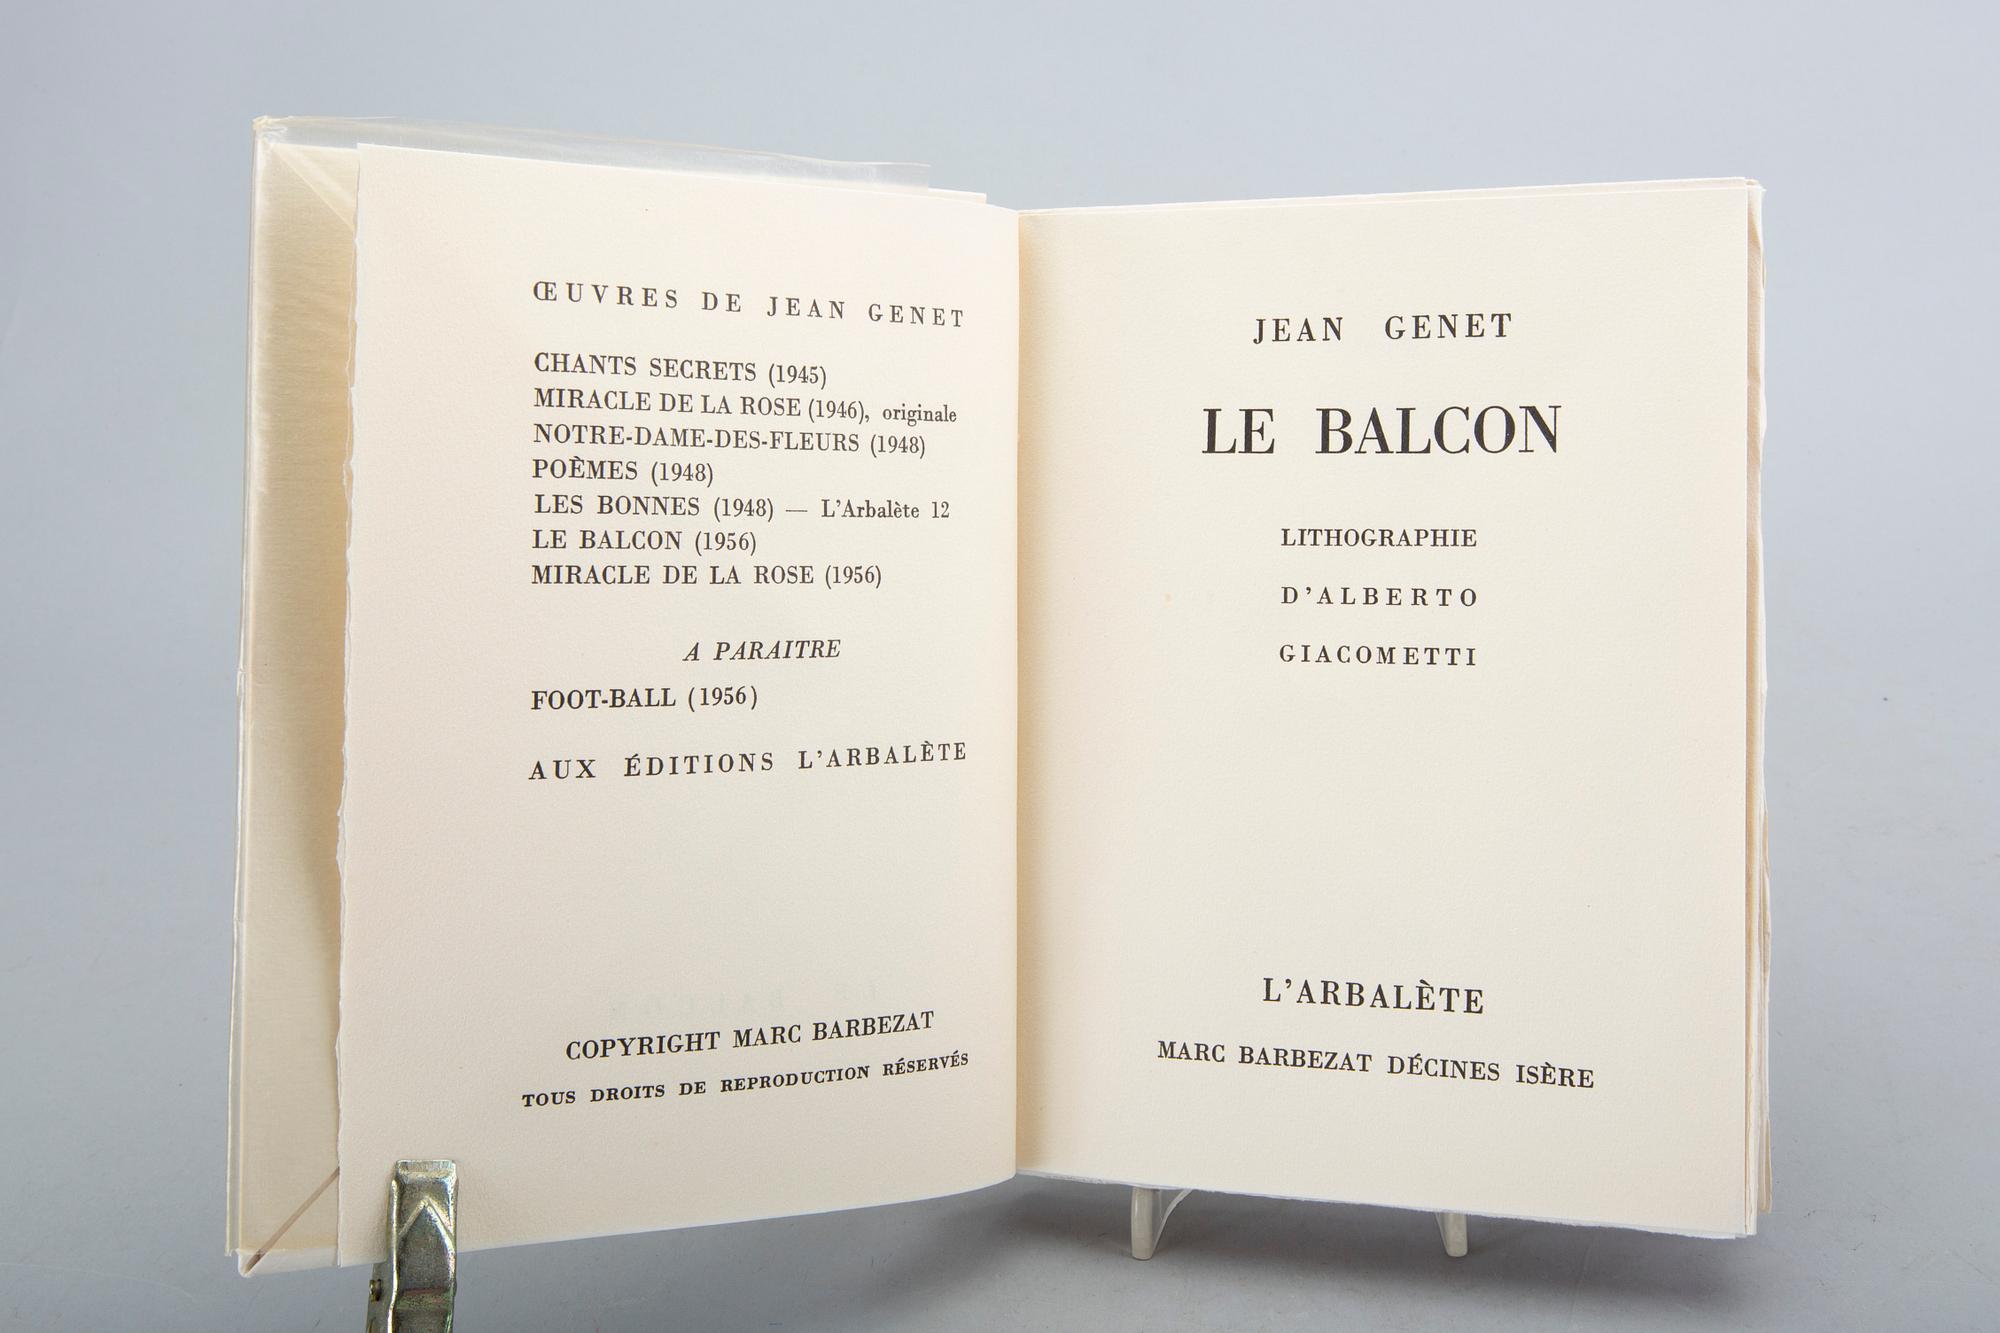 ŒUVRES DE JEAN GENET
CHANTS SECRETS (1945)
MIRACLE DE LA ROSE (1946), originale
NOTRE-DAME-DES-FLEURS (1948)
POÈMES (1948)
LES BONNES (1948) — L'Arbalète 12
LE BALCON (1956)
MIRACLE DE LA ROSE (1956)
A PARAITRE
FOOT-BALL (1956)
AUX ÉDITIONS L'ARBALÈTE
COPYRIGHT MARC BARBEZAT
TOUS DROITS DE REPRODUCTION RÉSERVÉS
JEAN GENET
LE BALCON
LITHOGRAPHIE
D'ALBERTO
GIACOMETTI
L'ARBALÈTE
MARC BARBEZAT DÉCINES ISÈRE